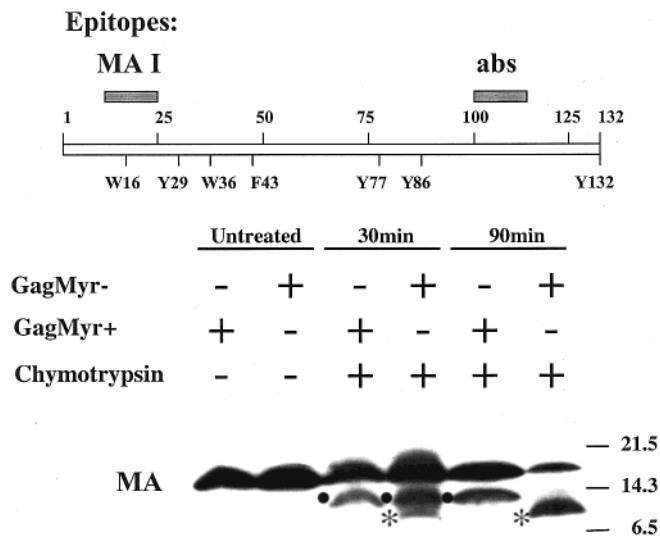 Epitopes:
MA I abs
1 25 50 75 100 125 132
W16 Y29 W36 F43 Y77 Y86 Y132
Untreated 30min 90min
GagMyr- - + - + - +
GagMyr+ + - + - + -
Chymotrypsin - - + + + +
21.5
MA 14.3
* * 6.5